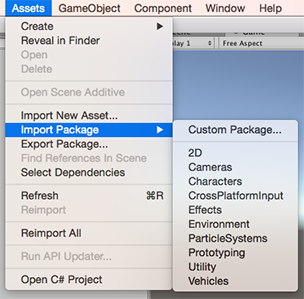 Assets GameObject Component Window
Create
Reveal in Finder
Open
Delete
Open Scene Additive
Import New Asset...
Import Package
Export Package...
Find References In Scene
Select Dependencies
Refresh ⌘R
Reimport
Reimport All
Run API Updater...
Open C# Project
Display 1 Free Aspect
Game
Custom Package...
2D
Cameras
Characters
CrossPlatformInput
Effects
Environment
ParticleSystems
Prototyping
Utility
Vehicles